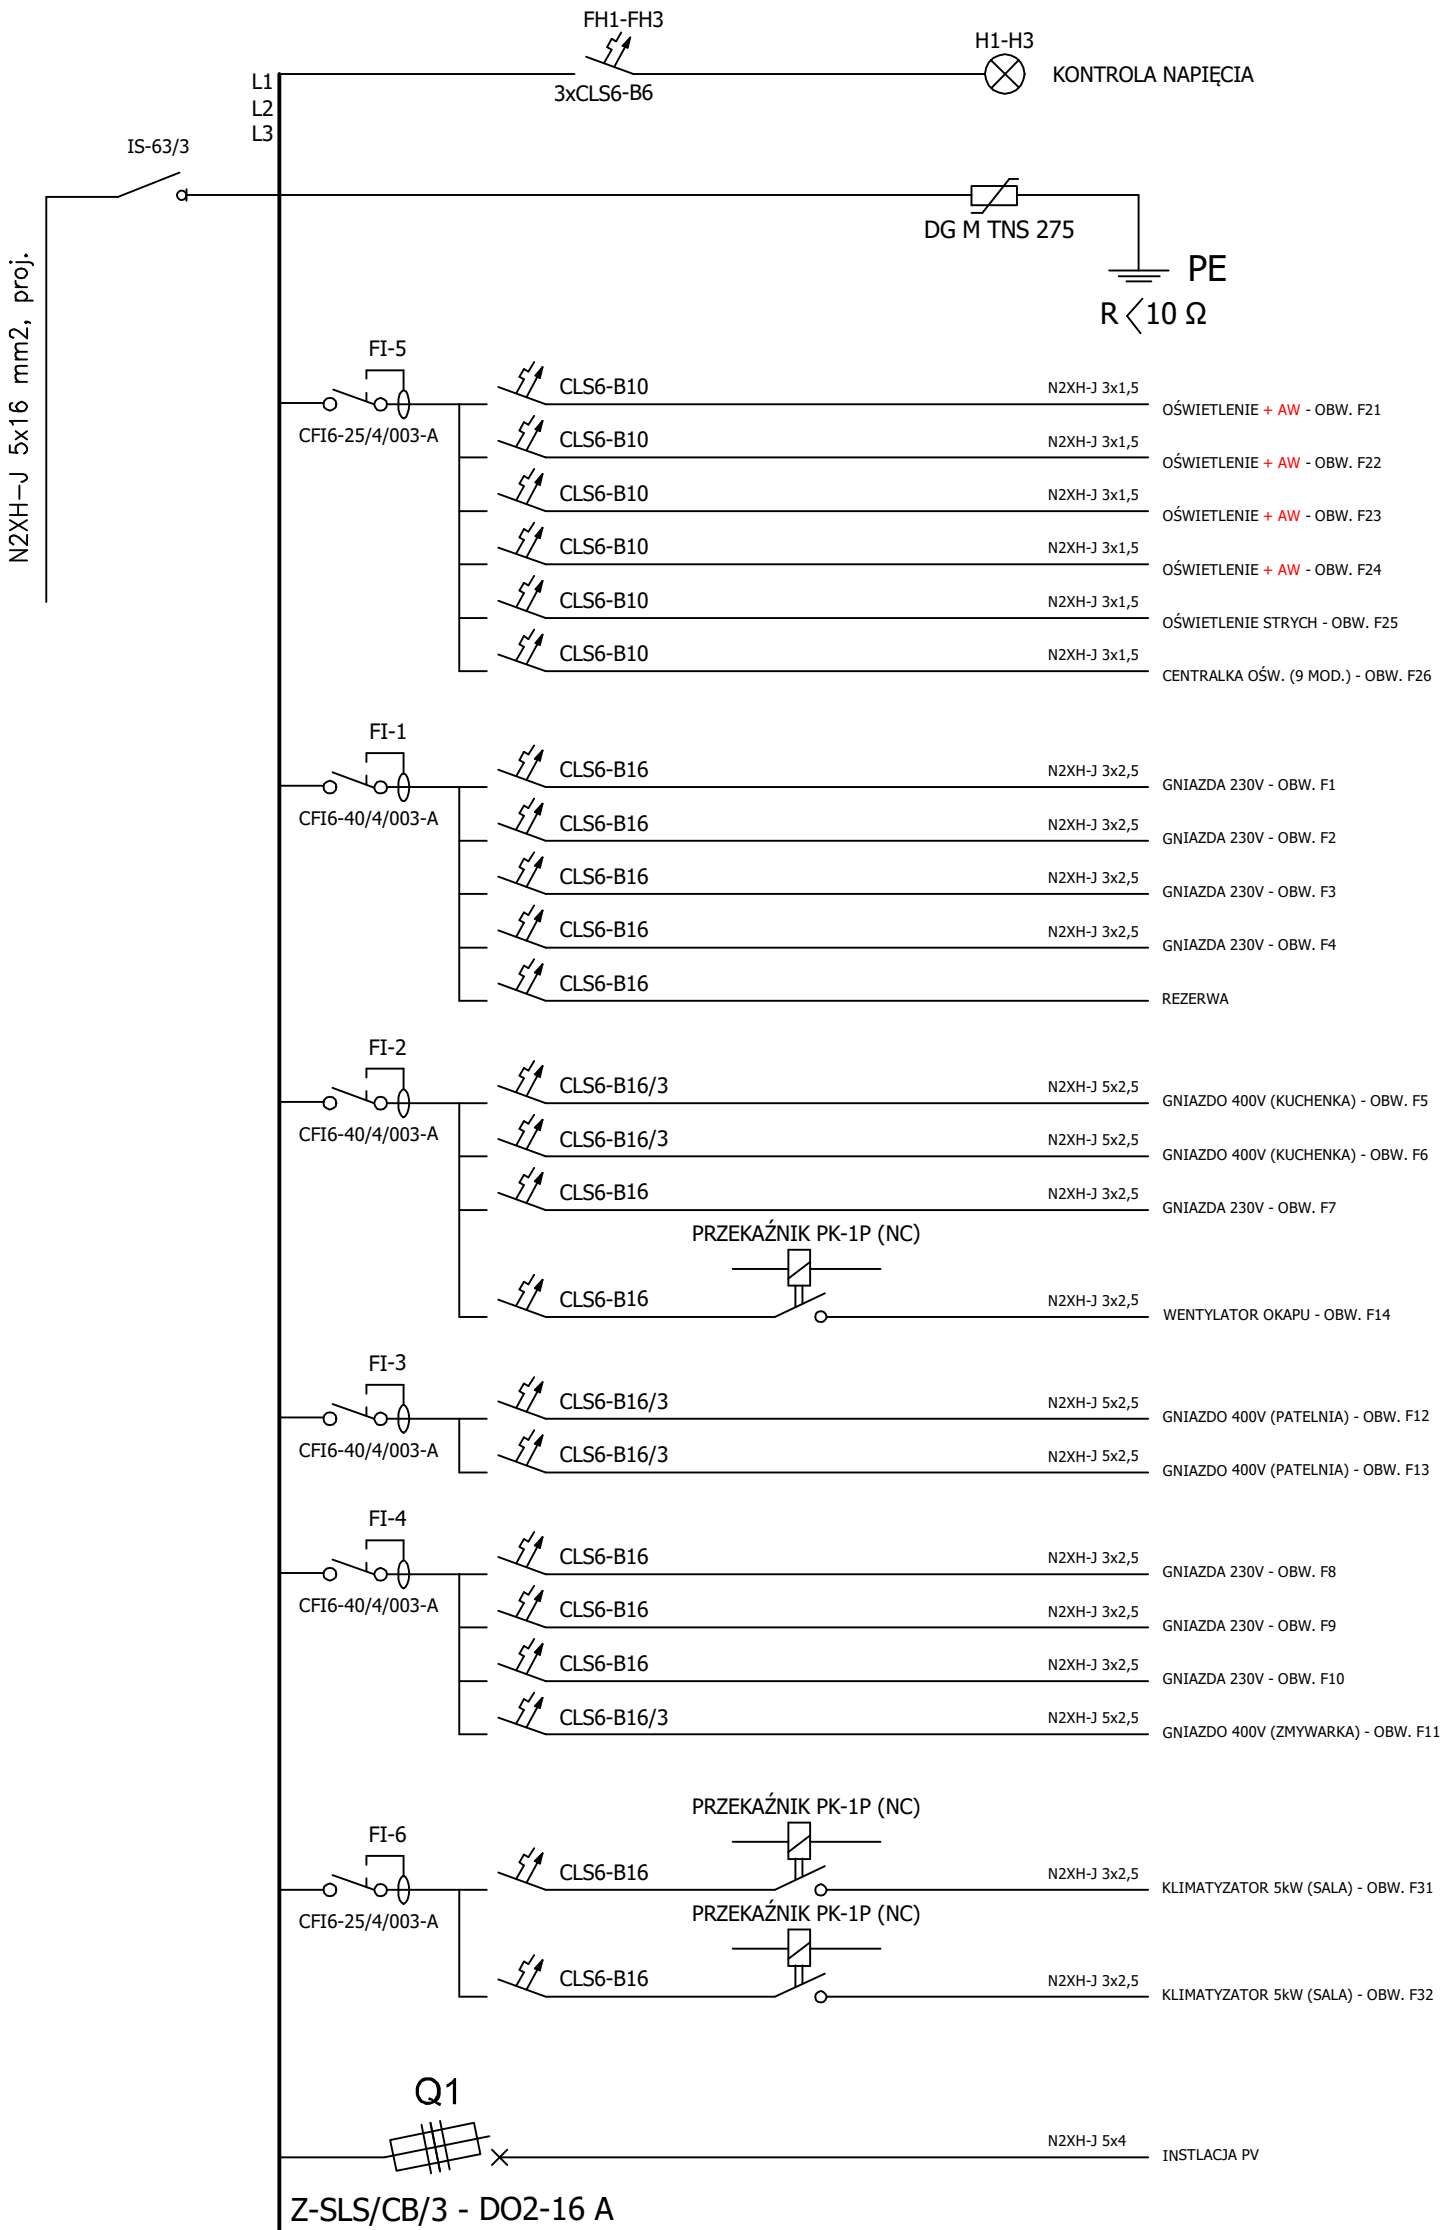 FH1-FH3
H1-H3
L1
KONTROLA NAPIĘCIA
3xCLS6-B6
L2
L3
IS-63/3
DG M TNS 275
PE
R < 10 Ω
N2XH-J 5x16 mm2, proj.
FI-5
CFI6-25/4/003-A
CLS6-B10
N2XH-J 3x1,5
OŚWIETLENIE + AW - OBW. F21
CLS6-B10
N2XH-J 3x1,5
OŚWIETLENIE + AW - OBW. F22
CLS6-B10
N2XH-J 3x1,5
OŚWIETLENIE + AW - OBW. F23
CLS6-B10
N2XH-J 3x1,5
OŚWIETLENIE + AW - OBW. F24
CLS6-B10
N2XH-J 3x1,5
OŚWIETLENIE STRYCH - OBW. F25
CLS6-B10
N2XH-J 3x1,5
CENTRALKA OŚW. (9 MOD.) - OBW. F26
FI-1
CFI6-40/4/003-A
CLS6-B16
N2XH-J 3x2,5
GNIAZDA 230V - OBW. F1
CLS6-B16
N2XH-J 3x2,5
GNIAZDA 230V - OBW. F2
CLS6-B16
N2XH-J 3x2,5
GNIAZDA 230V - OBW. F3
CLS6-B16
N2XH-J 3x2,5
GNIAZDA 230V - OBW. F4
CLS6-B16
REZERWA
FI-2
CFI6-40/4/003-A
CLS6-B16/3
N2XH-J 5x2,5
GNIAZDO 400V (KUCHENKA) - OBW. F5
CLS6-B16/3
N2XH-J 5x2,5
GNIAZDO 400V (KUCHENKA) - OBW. F6
CLS6-B16
N2XH-J 3x2,5
GNIAZDA 230V - OBW. F7
PRZEKAŹNIK PK-1P (NC)
CLS6-B16
N2XH-J 3x2,5
WENTYLATOR OKAPU - OBW. F14
FI-3
CFI6-40/4/003-A
CLS6-B16/3
N2XH-J 5x2,5
GNIAZDO 400V (PATELNIA) - OBW. F12
CLS6-B16/3
N2XH-J 5x2,5
GNIAZDO 400V (PATELNIA) - OBW. F13
FI-4
CFI6-40/4/003-A
CLS6-B16
N2XH-J 3x2,5
GNIAZDA 230V - OBW. F8
CLS6-B16
N2XH-J 3x2,5
GNIAZDA 230V - OBW. F9
CLS6-B16
N2XH-J 3x2,5
GNIAZDA 230V - OBW. F10
CLS6-B16/3
N2XH-J 5x2,5
GNIAZDO 400V (ZMYWARKA) - OBW. F11
FI-6
CFI6-25/4/003-A
PRZEKAŹNIK PK-1P (NC)
CLS6-B16
N2XH-J 3x2,5
KLIMATYZATOR 5kW (SALA) - OBW. F31
PRZEKAŹNIK PK-1P (NC)
CLS6-B16
N2XH-J 3x2,5
KLIMATYZATOR 5kW (SALA) - OBW. F32
Q1
N2XH-J 5x4
INSTLACJA PV
Z-SLS/CB/3 - DO2-16 A